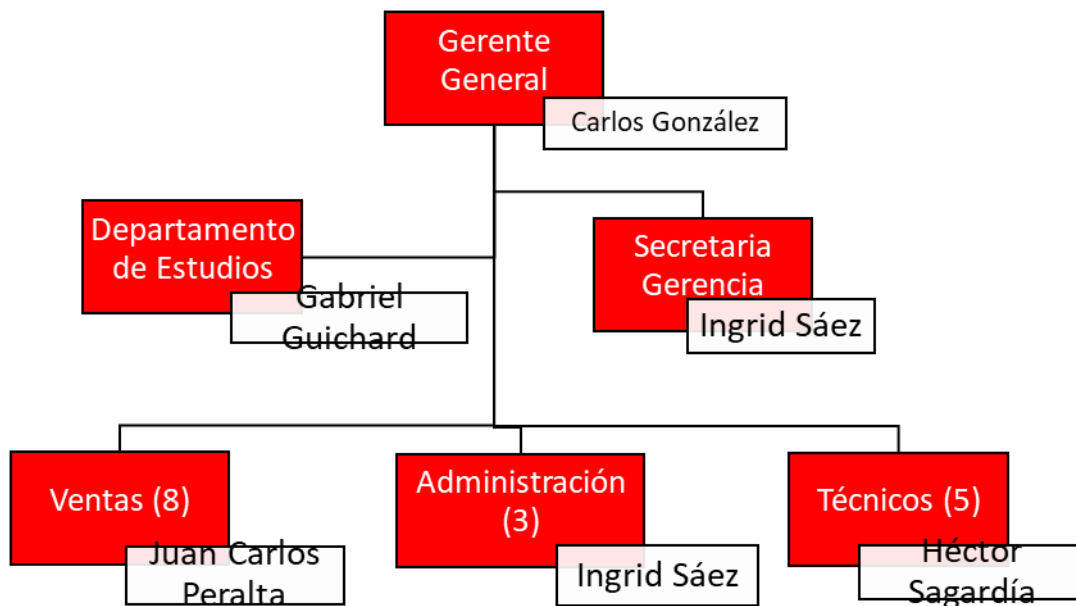 Gerente
General
Carlos González
Departamento
de Estudios
Gabriel
Guichard
Secretaria
Gerencia
Ingrid Sáez
Ventas (8)
Juan Carlos
Peralta
Administración
(3)
Ingrid Sáez
Técnicos (5)
Héctor
Sagardía